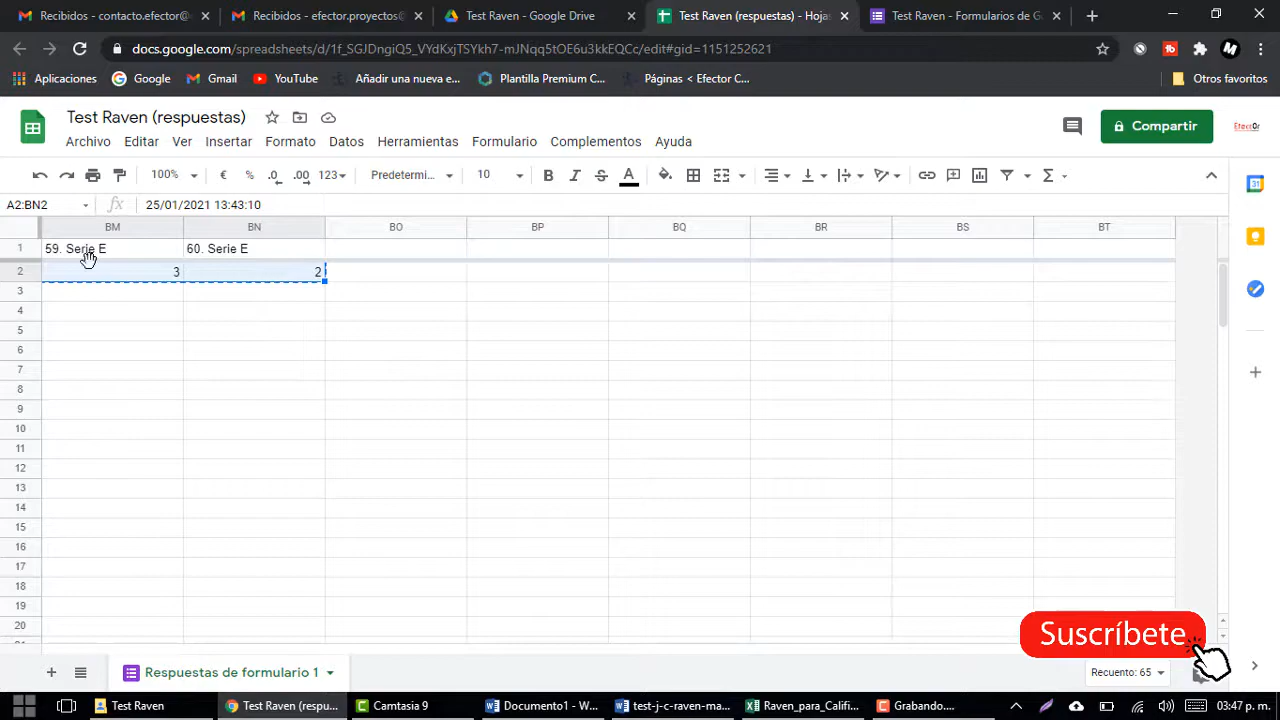 Recibidos - contacto.efector@
Recibidos - efector.proyectos@
Test Raven - Google Drive
Test Raven (respuestas) - Hojas
Test Raven - Formularios de G
docs.google.com/spreadsheets/d/1f_SGJDngiQ5_VYdKxjTSYkh7-mJNqq5tOE6u3kkEQCc/edit#gid=1151252621
Aplicaciones
Google
Gmail
YouTube
Añadir una nueva e...
Plantilla Premium C...
Páginas < Efector C...
Otros favoritos
Test Raven (respuestas)
Compartir
Archivo Editar Ver Insertar Formato Datos Herramientas Formulario Complementos Ayuda
100% € % .0 .00 123 Predetermi... 10
A2:BN2 fx 25/01/2021 13:43:10
BM BN BO BP BQ BR BS BT
1 59. Serie E 60. Serie E
2 3 2
3
4
5
6
7
8
9
10
11
12
13
14
15
16
17
18
19
20
Suscríbete
Respuestas de formulario 1
Recuento: 65
Test Raven
Test Raven (respu...
Camtasia 9
Documento1 - W...
test-j-c-raven-ma...
Raven_para_Califi...
Grabando....
03:47 p. m.